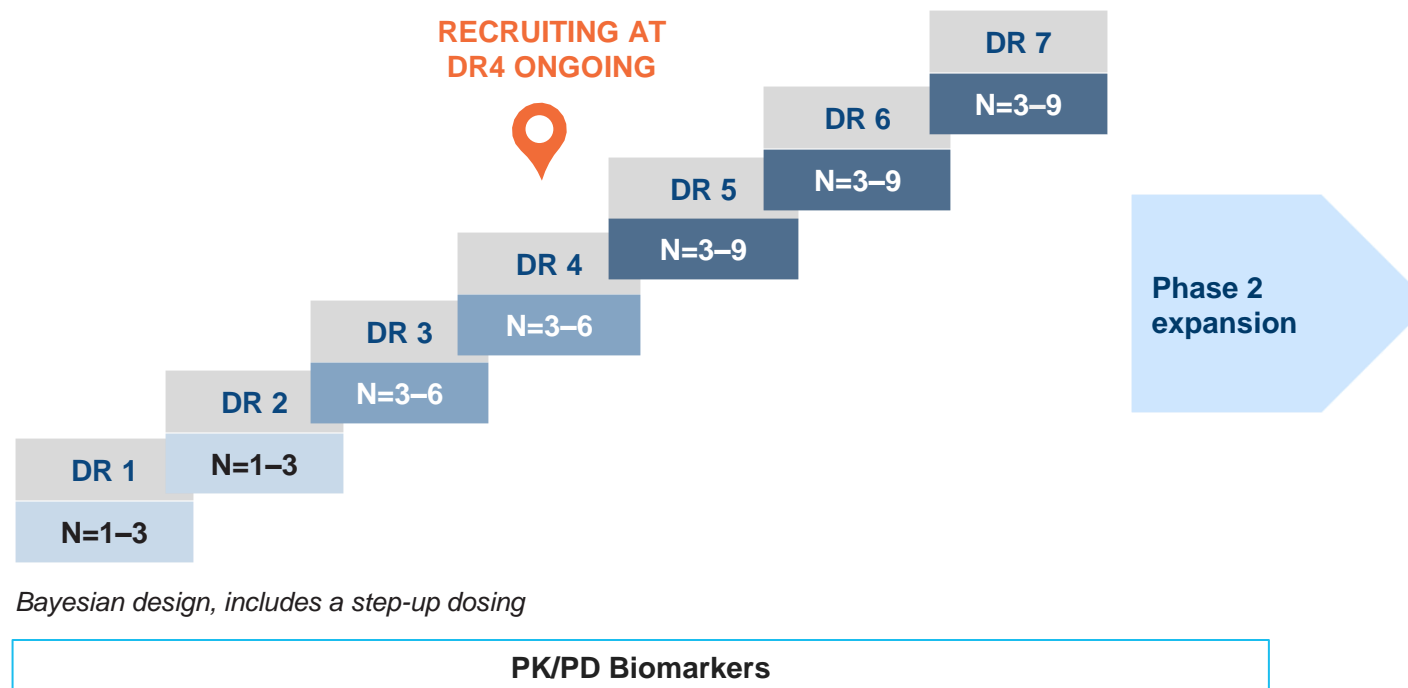 RECRUITING AT
DR4 ONGOING
DR 7
N=3–9
DR 6
N=3–9
DR 5
N=3–9
DR 4
N=3–6
DR 3
N=3–6
DR 2
N=1–3
DR 1
N=1–3
Phase 2
expansion
Bayesian design, includes a step-up dosing
PK/PD Biomarkers